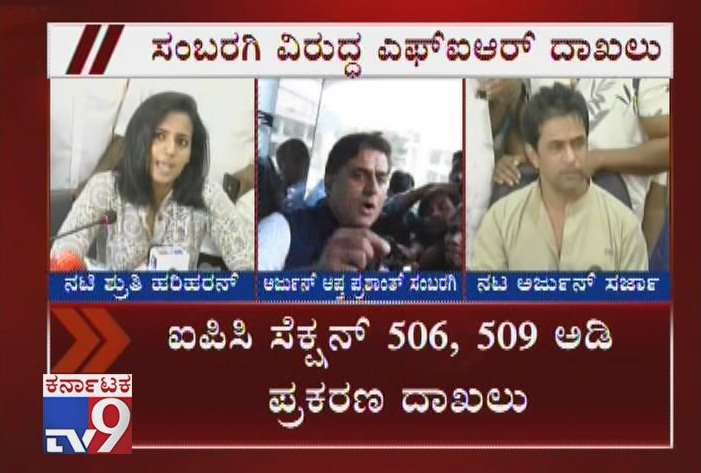 ಸಂಬರಗಿ ವಿರುದ್ಧ ಎಫ್ಐಆರ್ ದಾಖಲು
ನಟಿ ಶ್ರುತಿ ಹರಿಹರನ್
ಅರ್ಜುನ್ ಆಪ್ತ ಪ್ರಶಾಂತ್ ಸಂಬರಗಿ
ನಟ ಅರ್ಜುನ್ ಸರ್ಜಾ
ಐಪಿಸಿ ಸೆಕ್ಷನ್ 506, 509 ಅಡಿ
ಪ್ರಕರಣ ದಾಖಲು
ಕರ್ನಾಟಕ
TV9